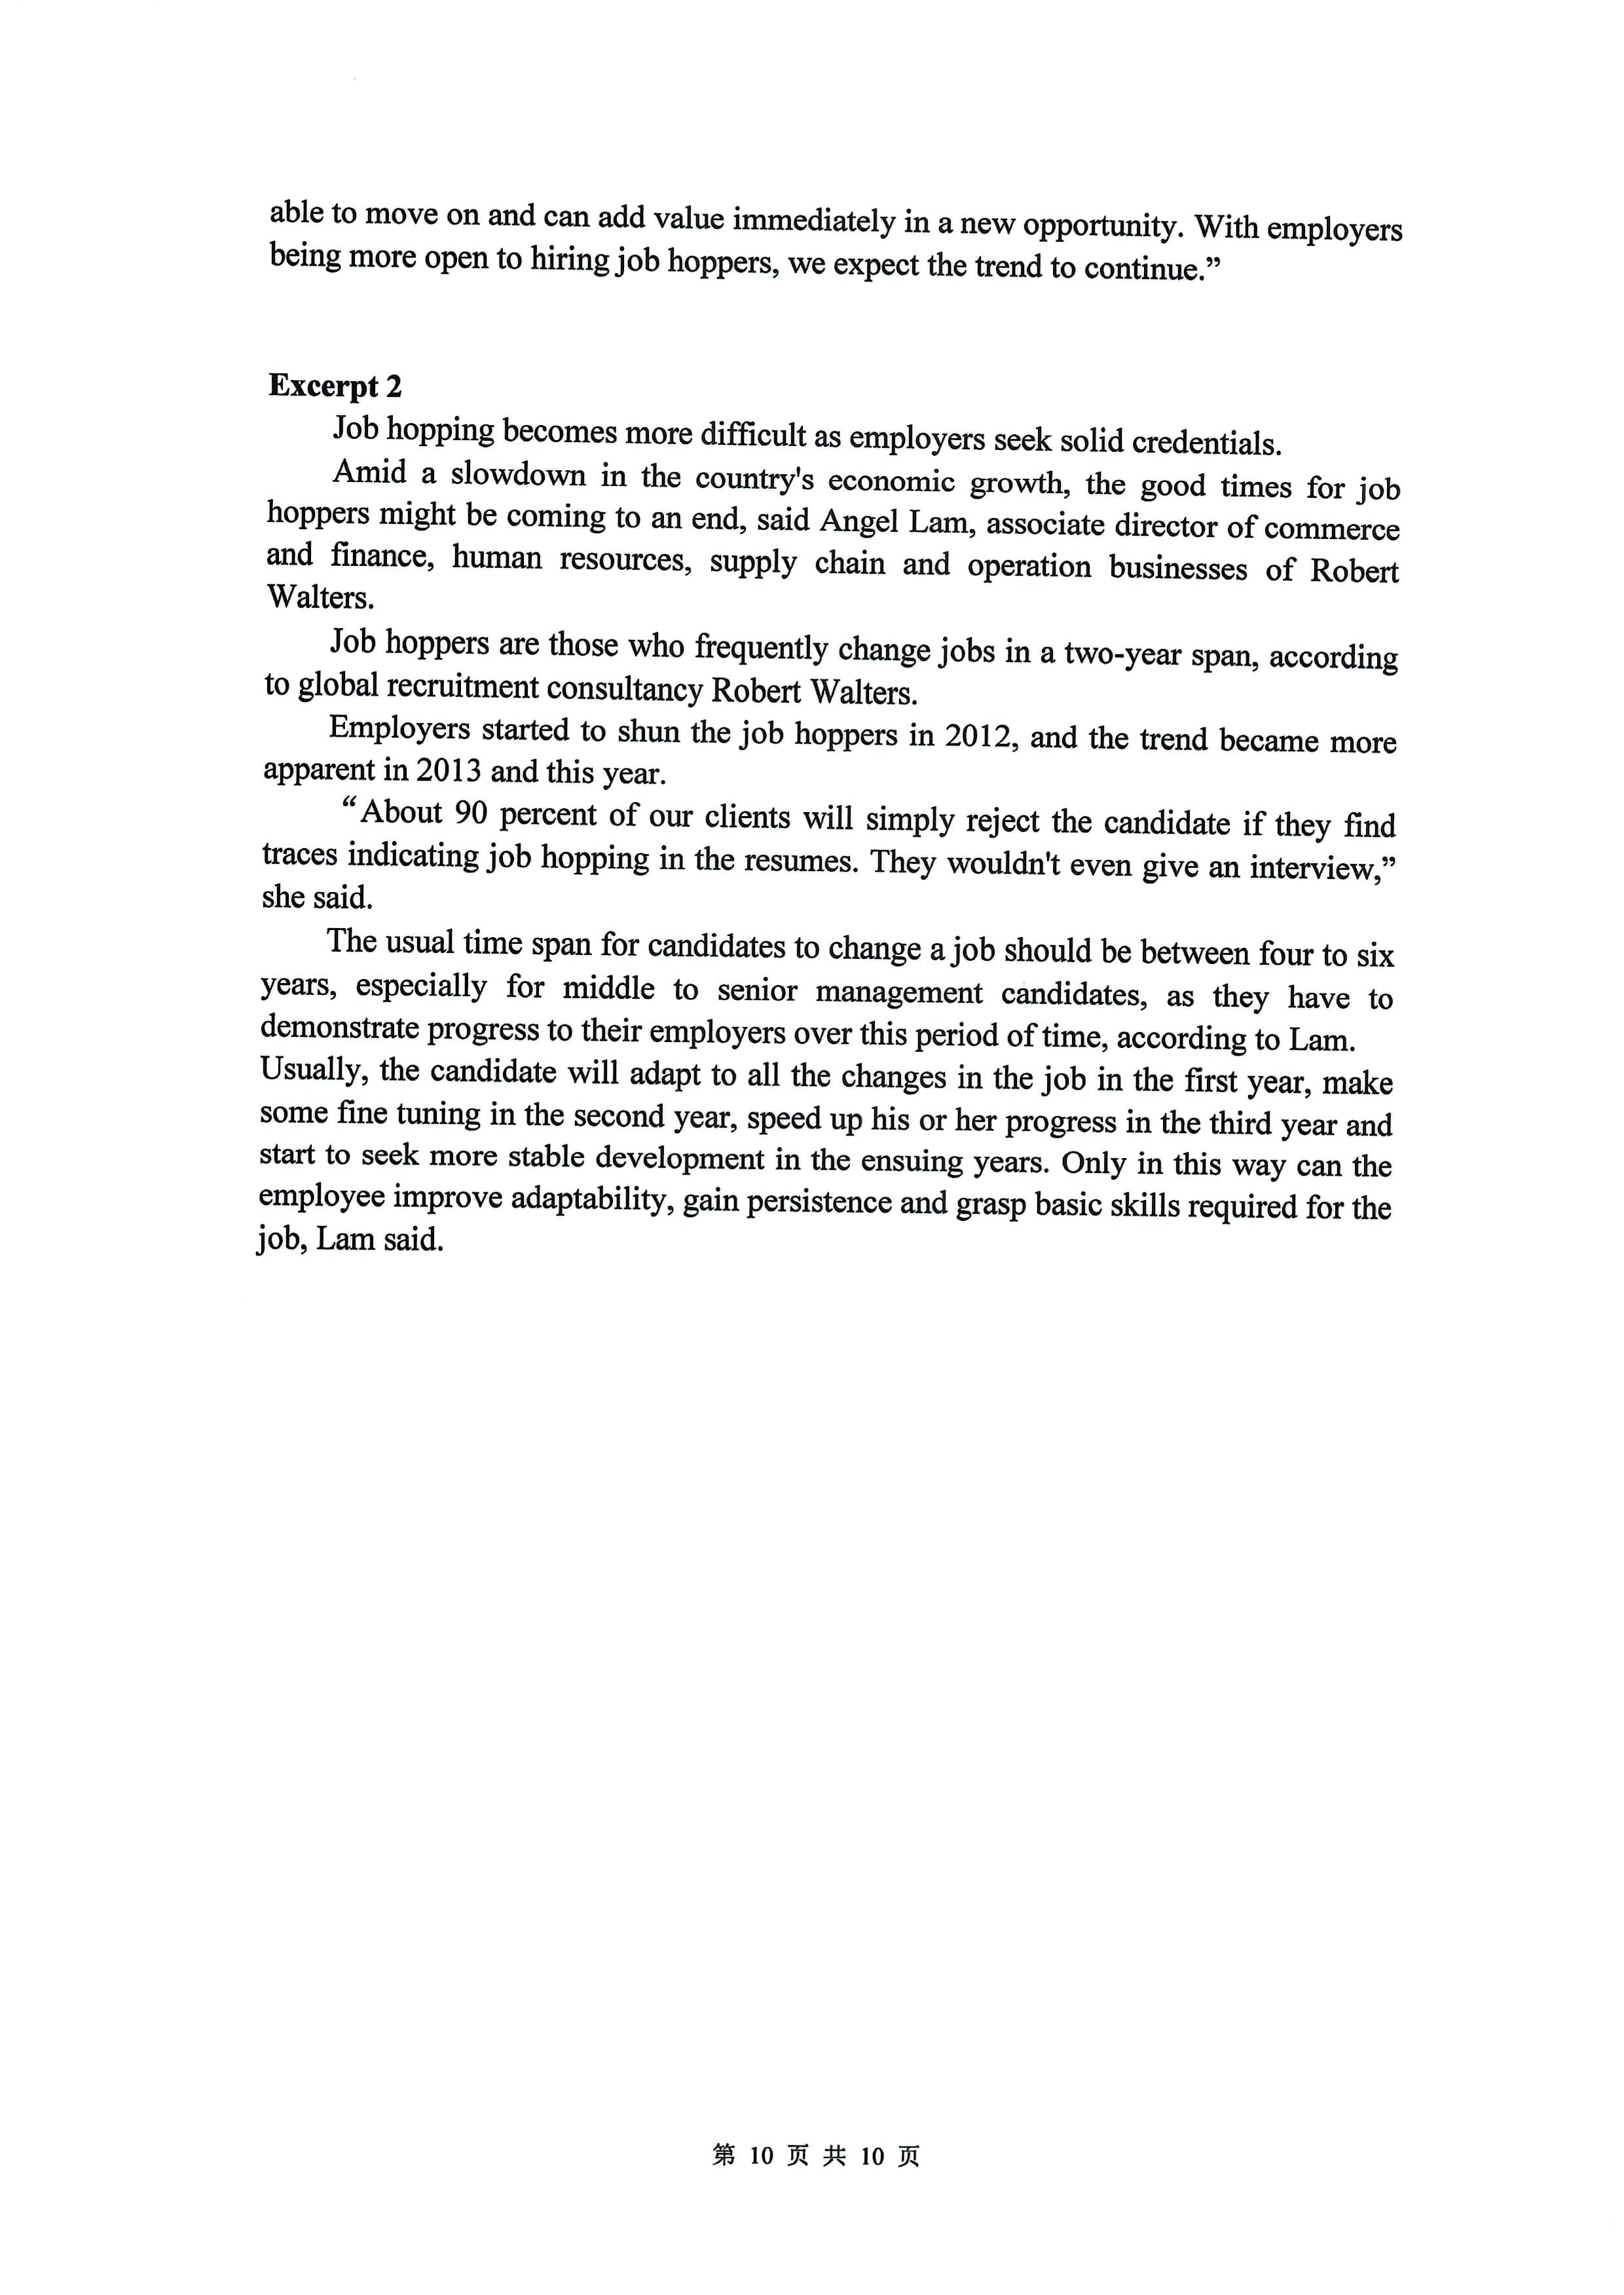 able to move on and can add value immediately in a new opportunity. With employers
being more open to hiring job hoppers, we expect the trend to continue.”
Excerpt 2
Job hopping becomes more difficult as employers seek solid credentials.
Amid a slowdown in the country's economic growth, the good times for job
hoppers might be coming to an end, said Angel Lam, associate director of commerce
and finance, human resources, supply chain and operation businesses of Robert
Walters.
Job hoppers are those who frequently change jobs in a two-year span, according
to global recruitment consultancy Robert Walters.
Employers started to shun the job hoppers in 2012, and the trend became more
apparent in 2013 and this year.
“About 90 percent of our clients will simply reject the candidate if they find
traces indicating job hopping in the resumes. They wouldn't even give an interview,”
she said.
The usual time span for candidates to change a job should be between four to six
years, especially for middle to senior management candidates, as they have to
demonstrate progress to their employers over this period of time, according to Lam.
Usually, the candidate will adapt to all the changes in the job in the first year, make
some fine tuning in the second year, speed up his or her progress in the third year and
start to seek more stable development in the ensuing years. Only in this way can the
employee improve adaptability, gain persistence and grasp basic skills required for the
job, Lam said.
第 10 页 共 10 页